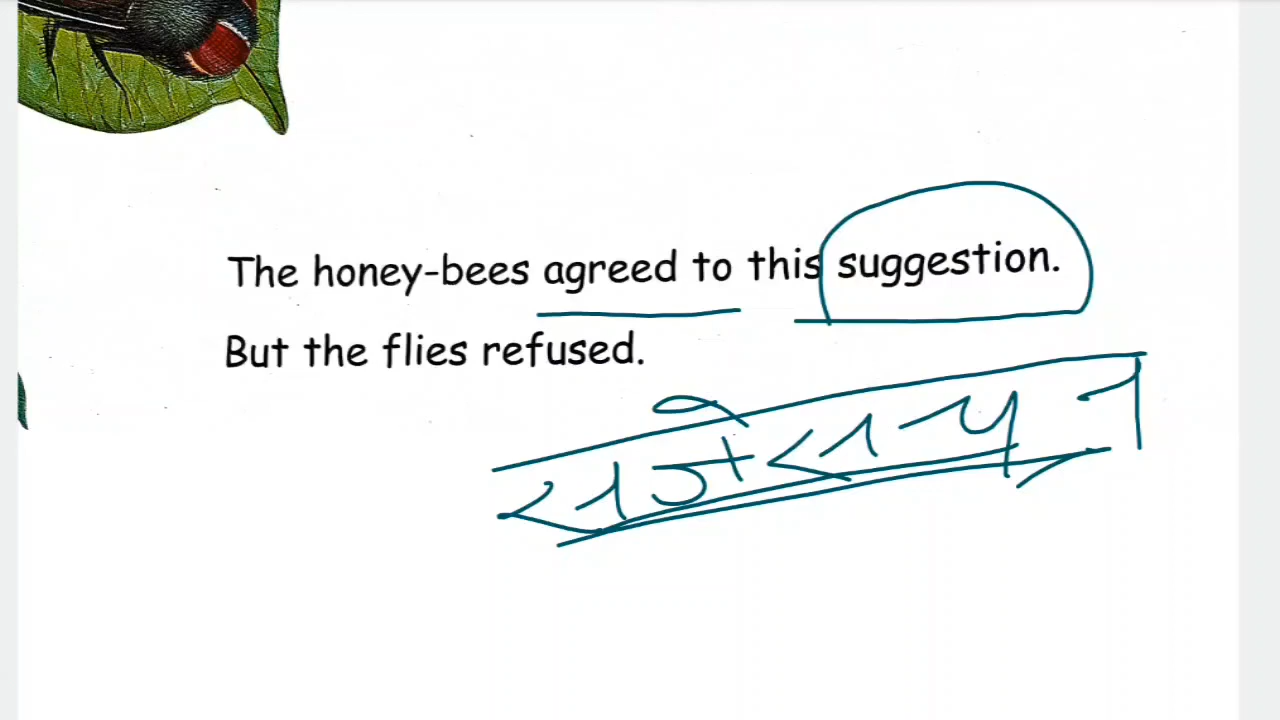 The honey-bees agreed to this suggestion.
But the flies refused.